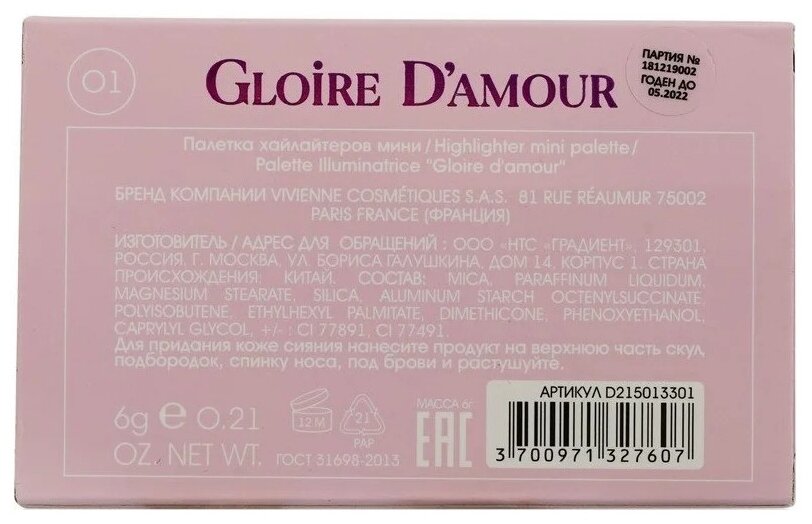 01
GLOIRE D'AMOUR
ПАРТИЯ №
181219002
ГОДЕН ДО
05.2022
Палетка хайлайтеров мини / Highlighter mini palette /
Palette Illuminatrice "Gloire d'amour"
БРЕНД КОМПАНИИ VIVIENNE COSMÉTIQUES S.A.S. 81 RUE RÉAUMUR 75002
PARIS FRANCE (ФРАНЦИЯ)
ИЗГОТОВИТЕЛЬ / АДРЕС ДЛЯ ОБРАЩЕНИЙ : ООО «НТС «ГРАДИЕНТ», 129301,
РОССИЯ, Г. МОСКВА, УЛ. БОРИСА ГАЛУШКИНА, ДОМ 14, КОРПУС 1. СТРАНА
ПРОИСХОЖДЕНИЯ: КИТАЙ. СОСТАВ: MICA, PARAFFINUM LIQUIDUM,
MAGNESIUM STEARATE, SILICA, ALUMINUM STARCH OCTENYLSUCCINATE,
POLYISOBUTENE, ETHYLHEXYL PALMITATE, DIMETHICONE, PHENOXYETHANOL,
CAPRYLYL GLYCOL, +/- : CI 77891, CI 77491.
Для придания коже сияния нанесите продукт на верхнюю часть скул,
подбородок, спинку носа, под брови и растушуйте.
6g e 0.21
OZ. NET WT.
12 M
21
PAP
ГОСТ 31698-2013
МАССА 6г
EAC
АРТИКУЛ D215013301
3 700971 327607